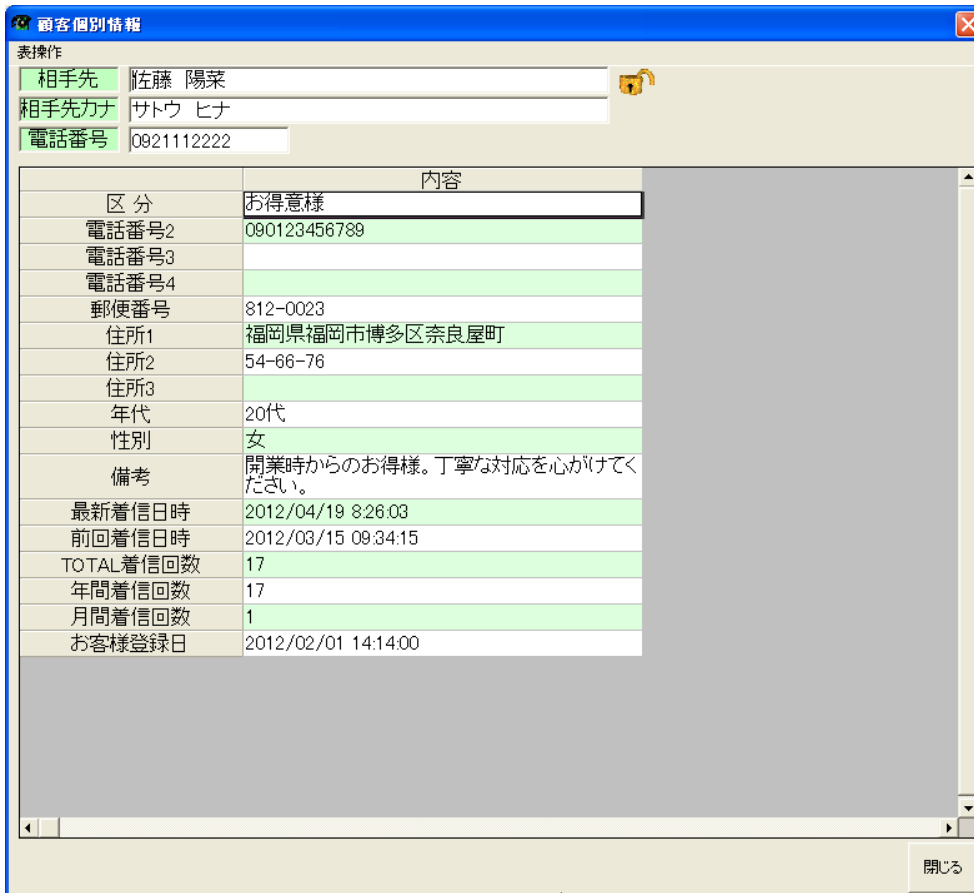 顧客個別情報
表操作
相手先 佐藤 陽菜
相手先カナ サトウ ヒナ
電話番号 0921112222
内容
区 分 お得意様
電話番号2 090123456789
電話番号3
電話番号4
郵便番号 812-0023
住所1 福岡県福岡市博多区奈良屋町
住所2 54-66-76
住所3
年代 20代
性別 女
備考 開業時からのお得様。丁寧な対応を心がけてく
ださい。
最新着信日時 2012/04/19 8:26:03
前回着信日時 2012/03/15 09:34:15
TOTAL着信回数 17
年間着信回数 17
月間着信回数 1
お客様登録日 2012/02/01 14:14:00
閉じる